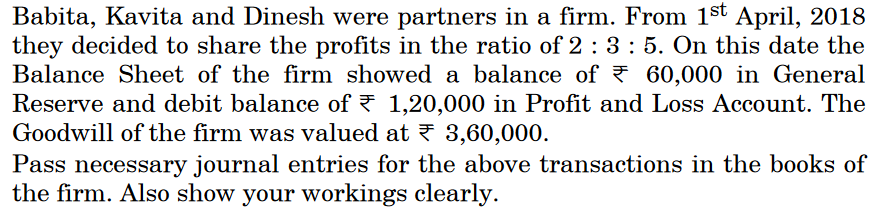 Babita, Kavita and Dinesh were partners in a firm. From 1st April, 2018
they decided to share the profits in the ratio of 2 : 3 : 5. On this date the
Balance Sheet of the firm showed a balance of ₹ 60,000 in General
Reserve and debit balance of ₹ 1,20,000 in Profit and Loss Account. The
Goodwill of the firm was valued at ₹ 3,60,000.
Pass necessary journal entries for the above transactions in the books of
the firm. Also show your workings clearly.